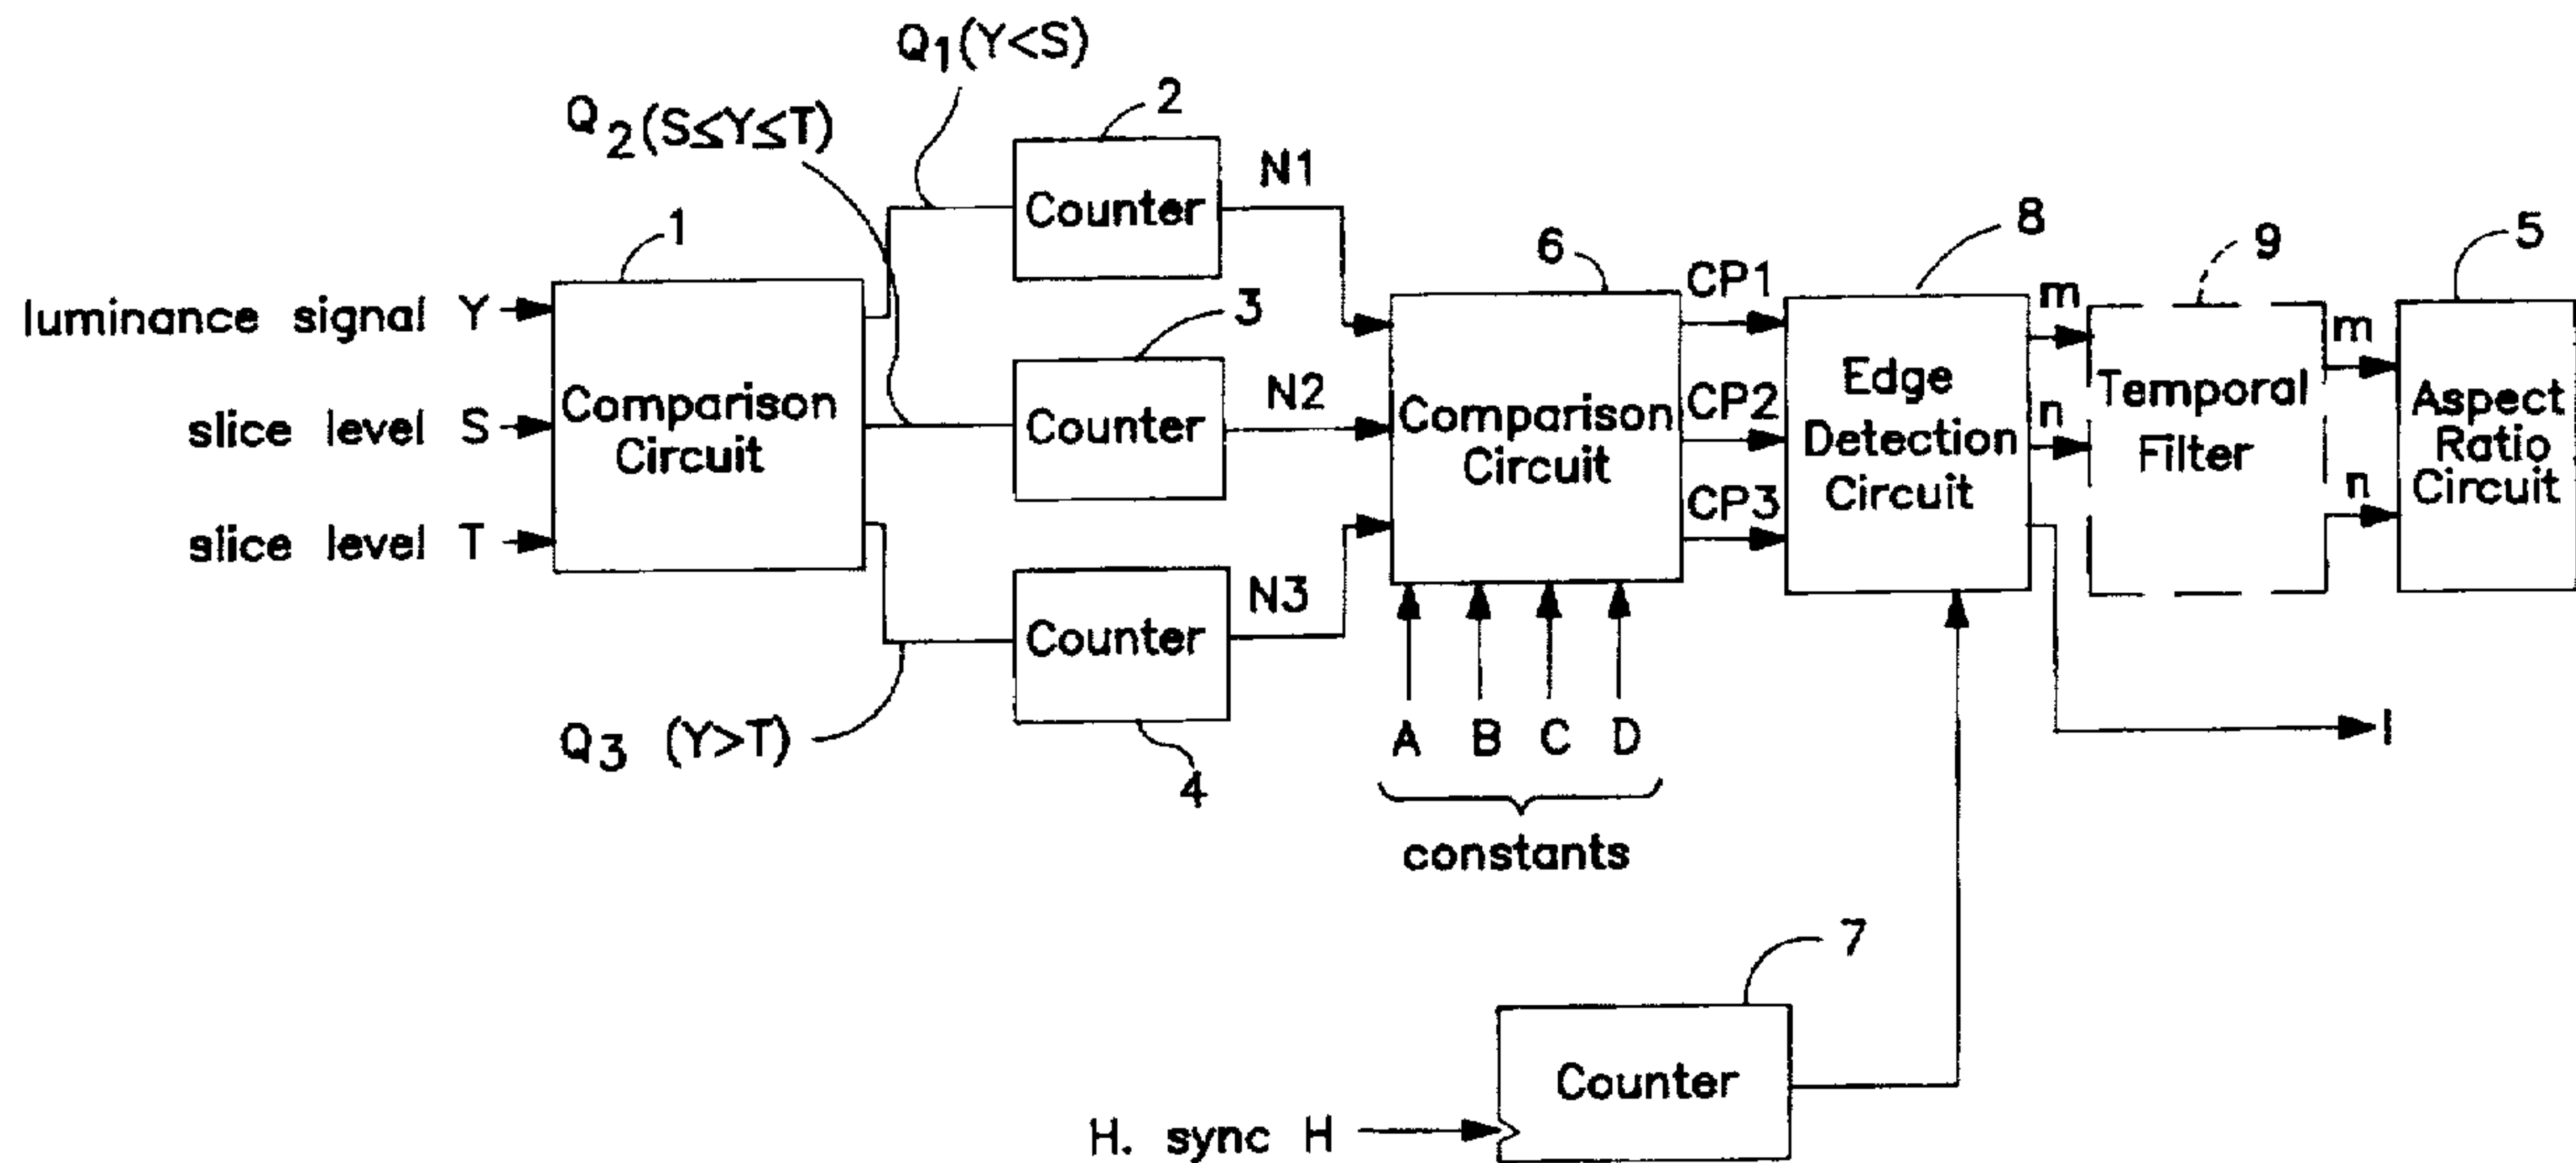 Q1(Y<S)
Q2(S≤Y≤T)
2
Counter
N1
1
luminance signal Y
slice level S
slice level T
Comparison
Circuit
3
Counter
N2
Q3 (Y>T)
Counter
N3
4
6
Comparison
Circuit
CP1
CP2
CP3
A B C D
constants
8
Edge
Detection
Circuit
m
n
9
Temporal
Filter
m
n
5
Aspect
Ratio
Circuit
I
7
Counter
H. sync H